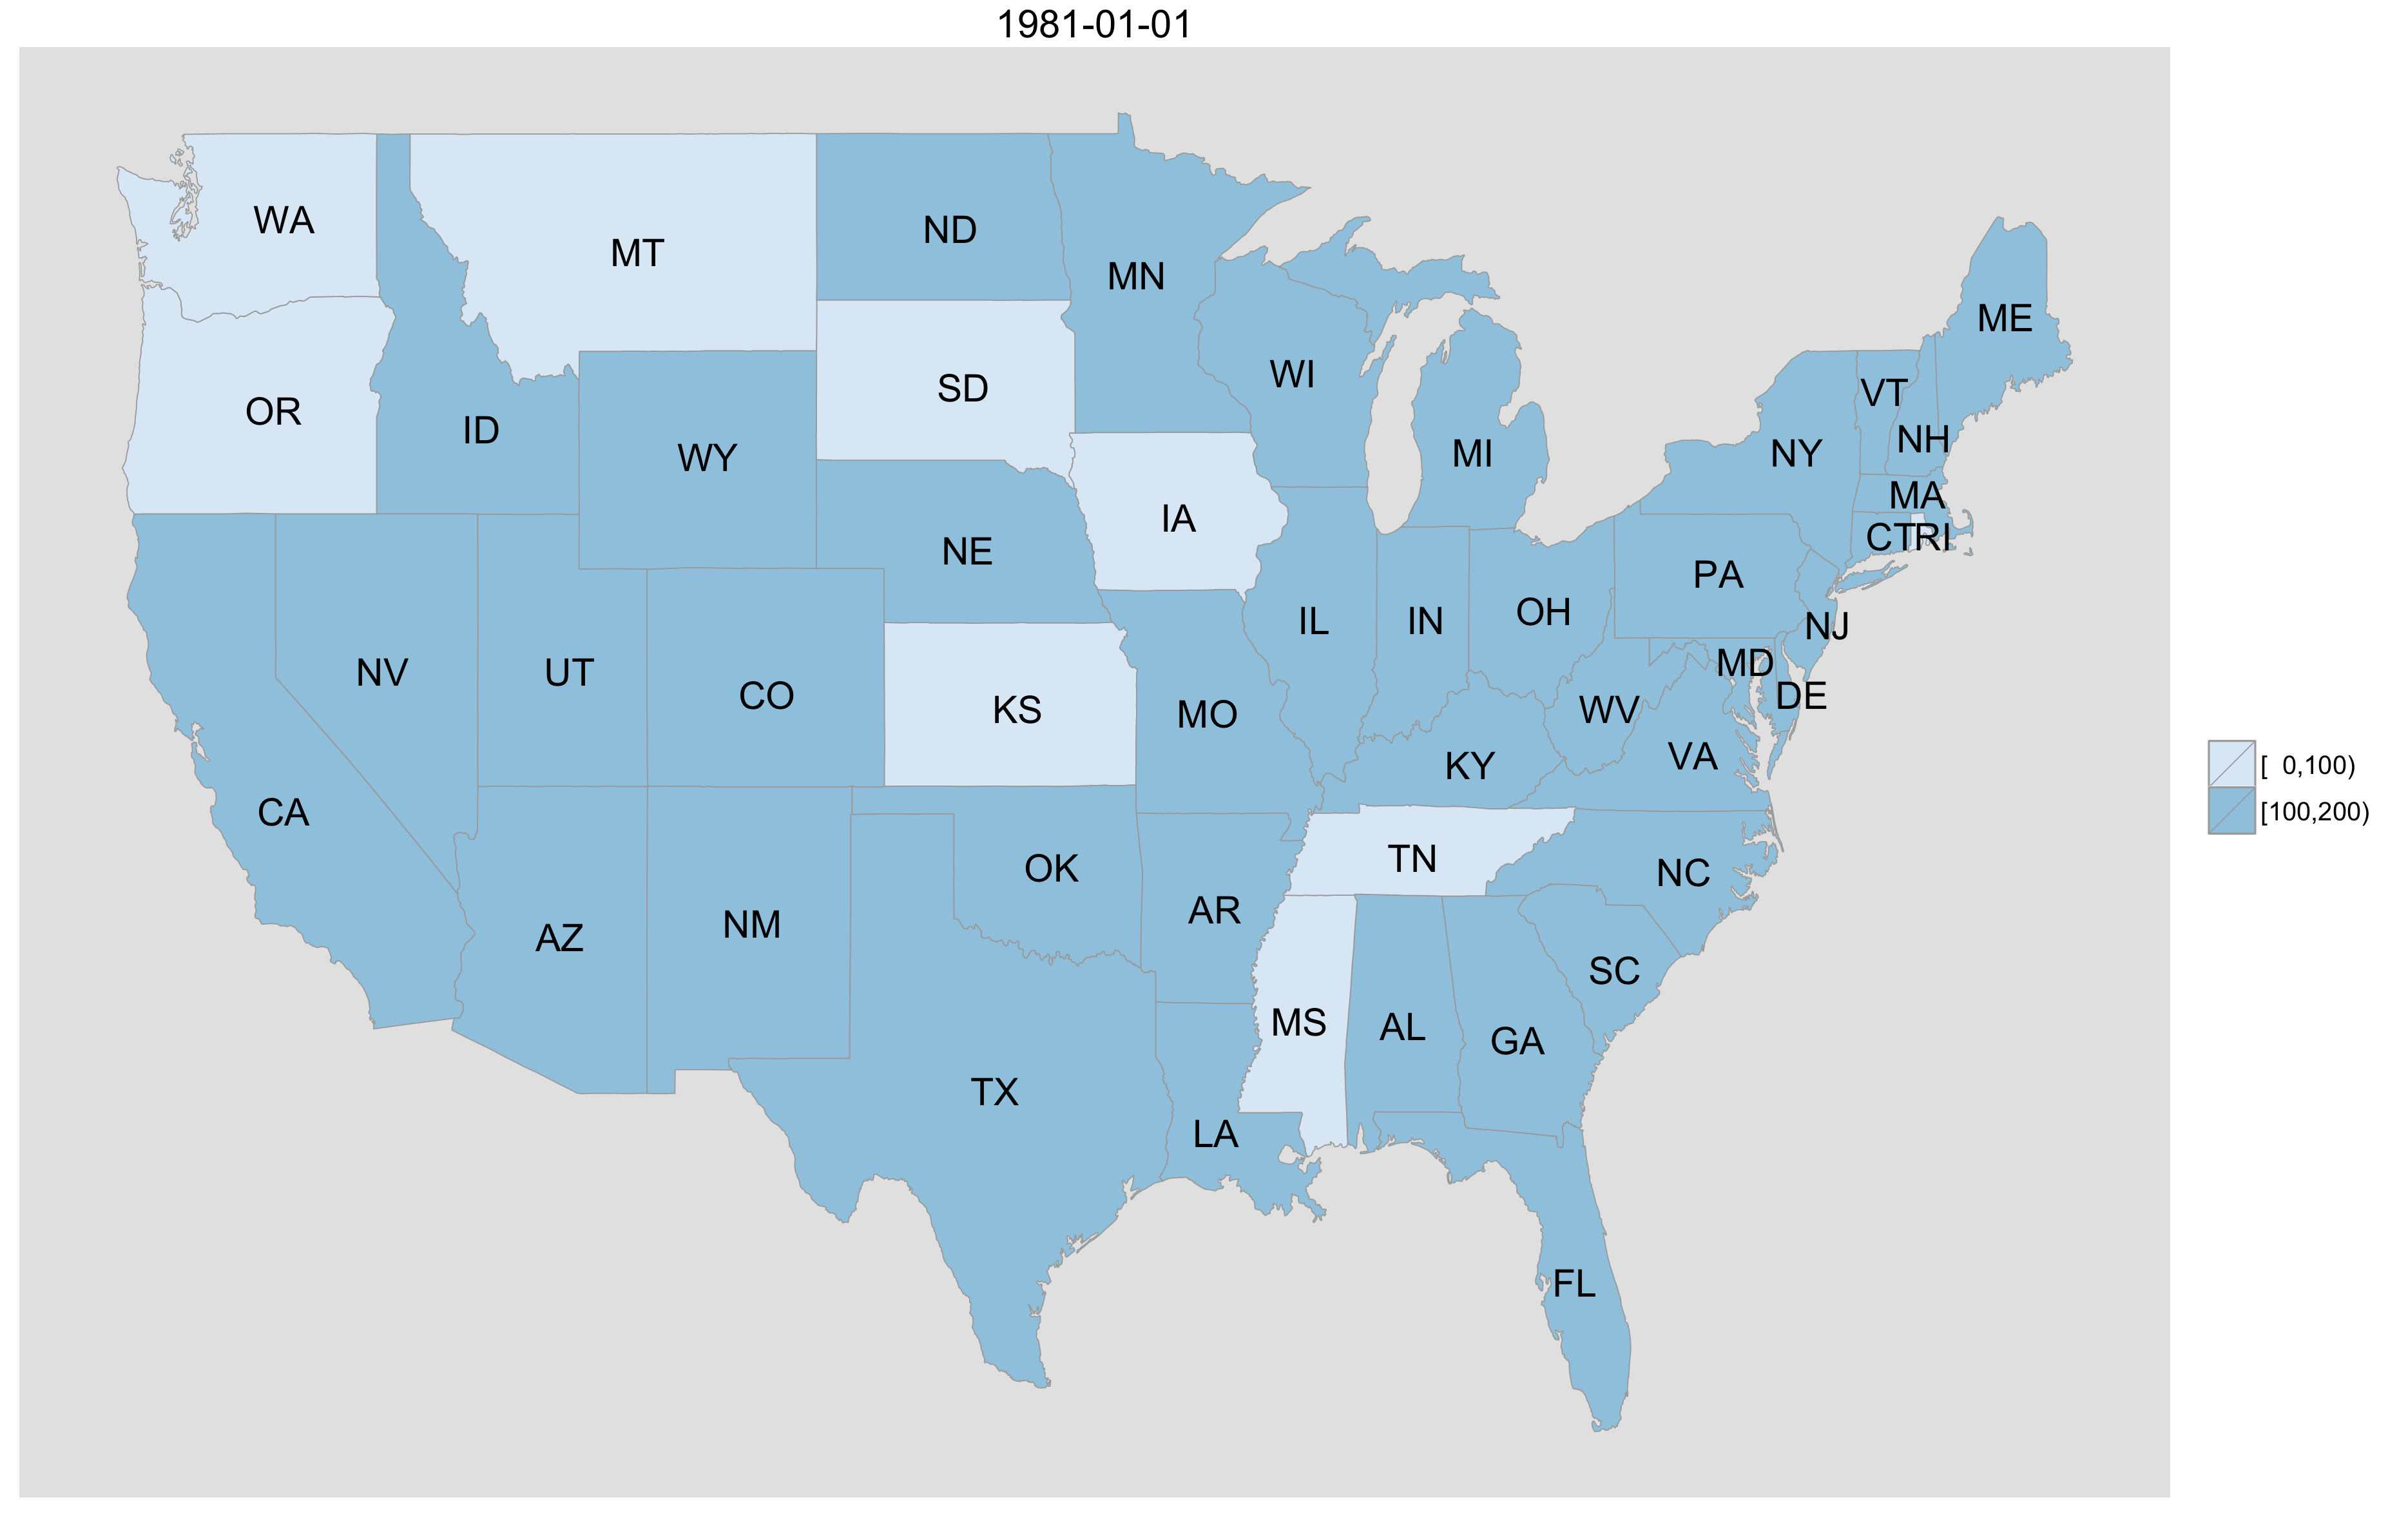 1981-01-01
WA
MT
ND
MN
ME
OR
ID
SD
WI
VT
WY
MI
NY
NH
MA
IA
CTRI
NE
PA
IL
IN
OH
NJ
NV
UT
CO
KS
MO
MD
DE
WV
VA
KY
[  0,100)
[100,200)
CA
TN
OK
NC
AR
AZ
NM
SC
MS
AL
GA
TX
LA
FL